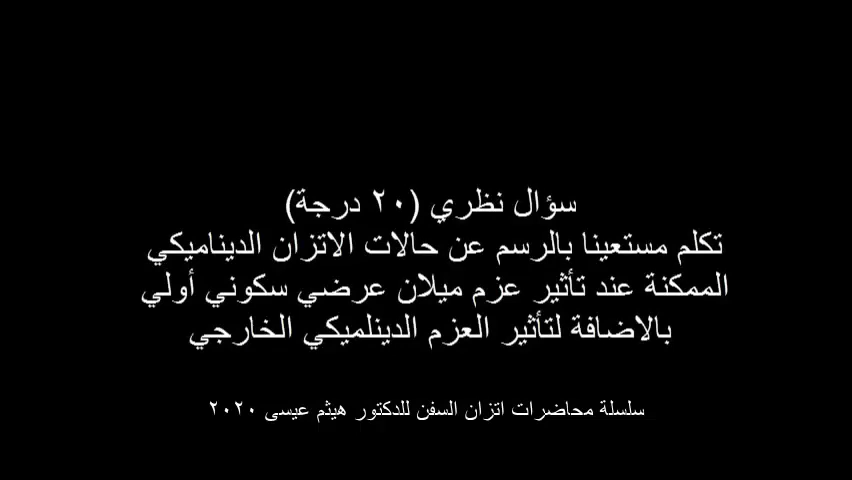 سؤال نظري (٢٠ درجة)
تكلم مستعينا بالرسم عن حالات الاتزان الديناميكي
الممكنة عند تأثير عزم ميلان عرضي سكوني أولي
بالاضافة لتأثير العزم الدينلميكي الخارجي
سلسلة محاضرات اتزان السفن للدكتور هيثم عيسى ٢٠٢٠